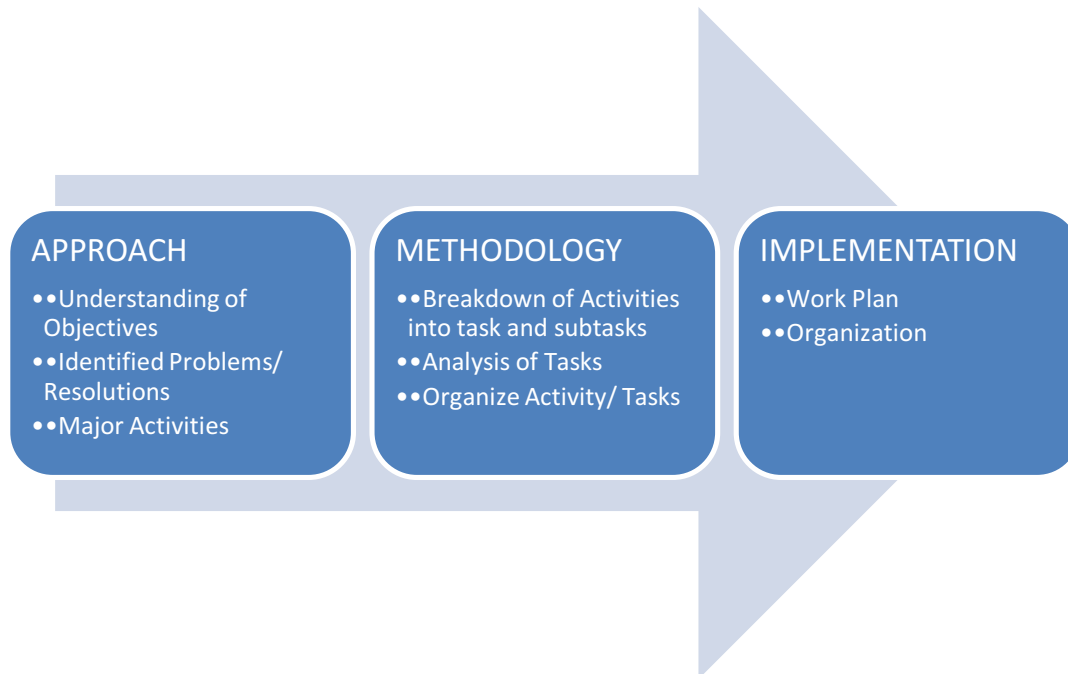 APPROACH
••Understanding of
Objectives
••Identified Problems/
Resolutions
••Major Activities
METHODOLOGY
••Breakdown of Activities
into task and subtasks
••Analysis of Tasks
••Organize Activity/ Tasks
IMPLEMENTATION
••Work Plan
••Organization